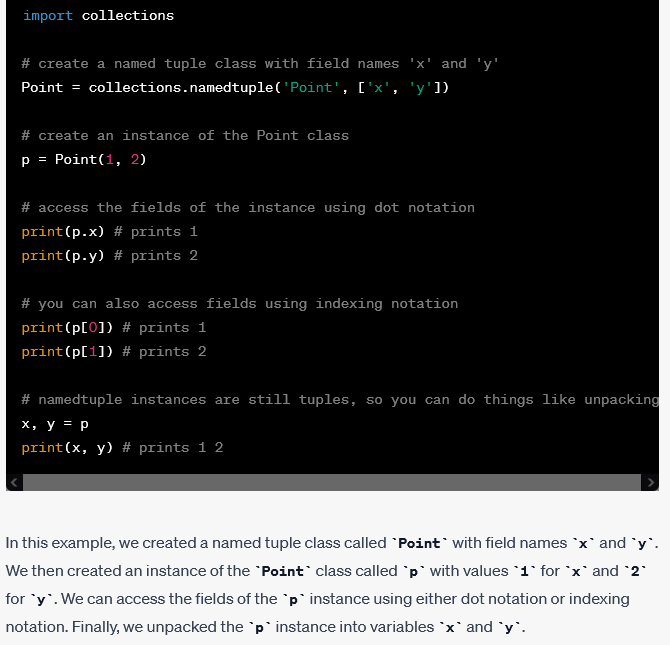 import collections
# create a named tuple class with field names 'x' and 'y'
Point = collections.namedtuple('Point', ['x', 'y'])
# create an instance of the Point class
p = Point(1, 2)
# access the fields of the instance using dot notation
print(p.x) # prints 1
print(p.y) # prints 2
# you can also access fields using indexing notation
print(p[0]) # prints 1
print(p[1]) # prints 2
# namedtuple instances are still tuples, so you can do things like unpacking
x, y = p
print(x, y) # prints 1 2
In this example, we created a named tuple class called `Point` with field names `x` and `y`.
We then created an instance of the `Point` class called `p` with values `1` for `x` and `2`
for `y`. We can access the fields of the `p` instance using either dot notation or indexing
notation. Finally, we unpacked the `p` instance into variables `x` and `y`.